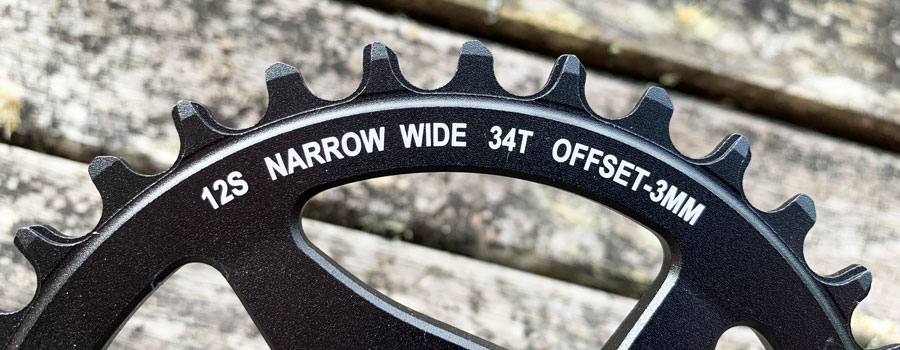 12S NARROW WIDE 34T OFFSET-3MM